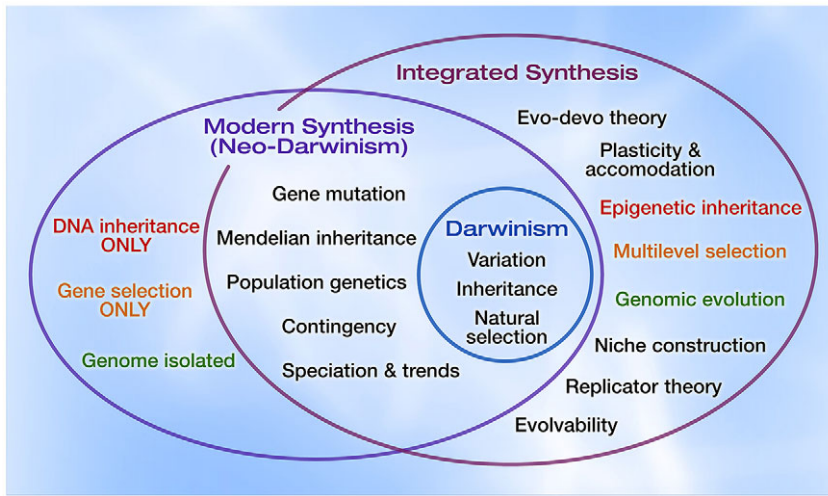 Integrated Synthesis
Modern Synthesis
(Neo-Darwinism)
DNA inheritance
ONLY
Gene selection
ONLY
Genome isolated
Gene mutation
Mendelian inheritance
Population genetics
Contingency
Speciation & trends
Darwinism
Variation
Inheritance
Natural
selection
Evo-devo theory
Plasticity &
accomodation
Epigenetic inheritance
Multilevel selection
Genomic evolution
Niche construction
Replicator theory
Evolvability